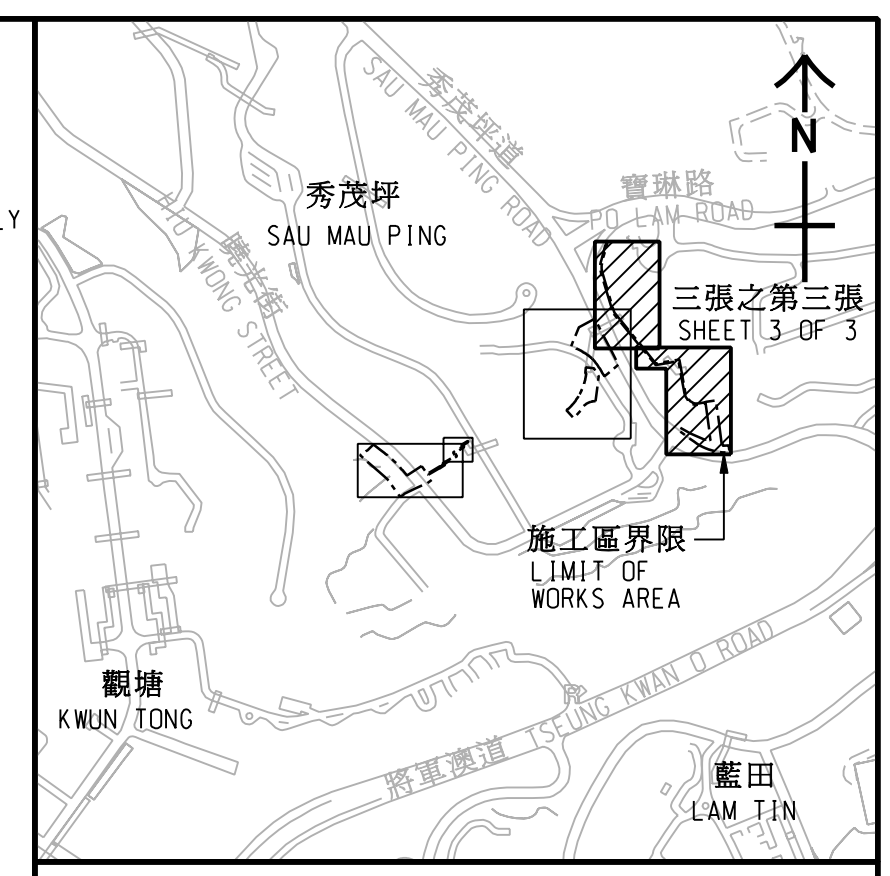 LY
秀茂坪道
SAU MAU PING ROAD
N
秀茂坪
SAU MAU PING
寶琳路
PO LAM ROAD
曉光街
HIU KWONG STREET
三張之第三張
SHEET 3 OF 3
施工區界限
LIMIT OF
WORKS AREA
觀塘
KWUN TONG
將軍澳道 TSEUNG KWAN O ROAD
藍田
LAM TIN